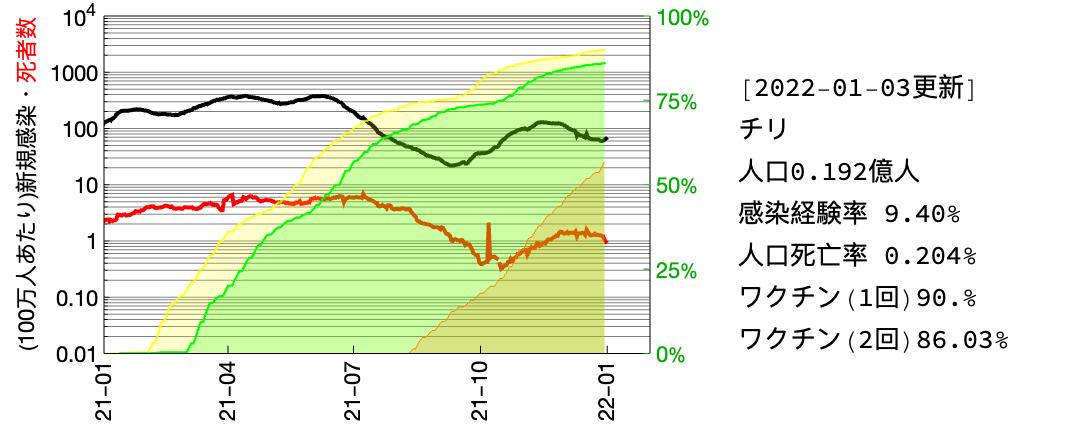 (100万人あたり)新規感染・死者数
10⁴
1000
100
10
1
0.10
0.01
100%
75%
50%
25%
0%
21-01
21-04
21-07
21-10
22-01
[2022-01-03更新]
チリ
人口0.192億人
感染経験率 9.40%
人口死亡率 0.204%
ワクチン(1回)90.%
ワクチン(2回)86.03%